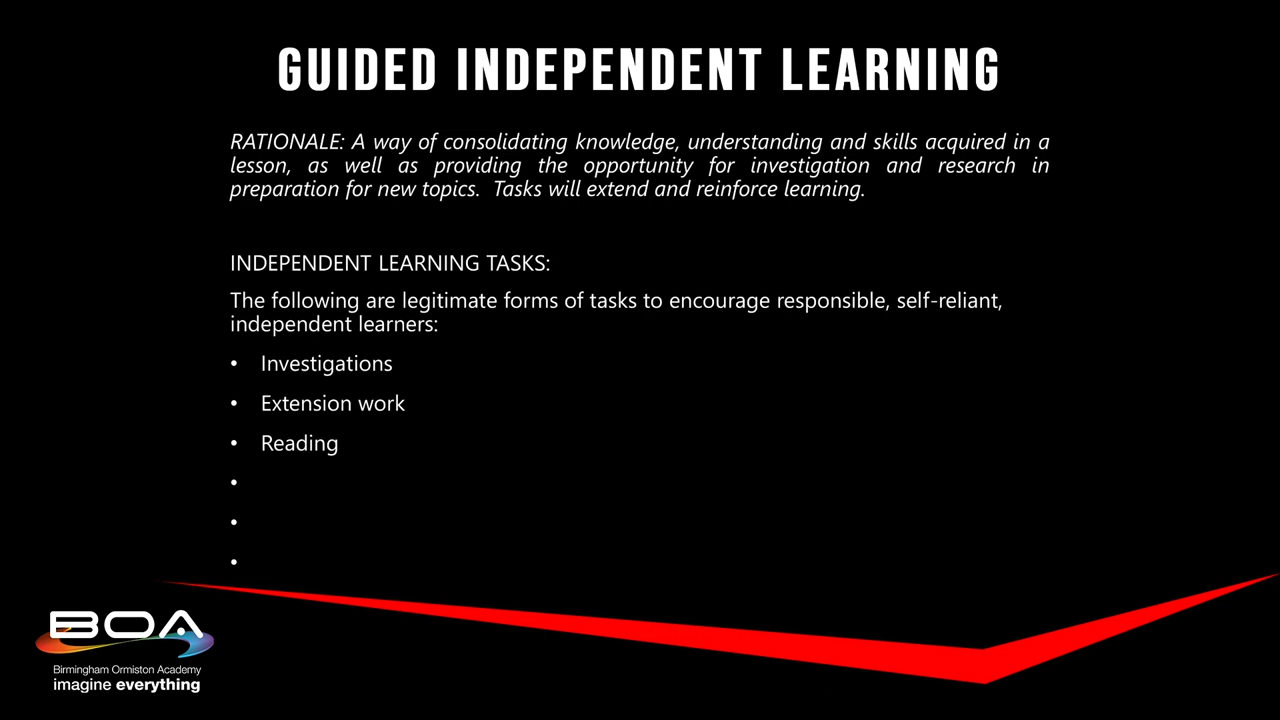 GUIDED INDEPENDENT LEARNING
RATIONALE: A way of consolidating knowledge, understanding and skills acquired in a
lesson, as well as providing the opportunity for investigation and research in
preparation for new topics.  Tasks will extend and reinforce learning.
INDEPENDENT LEARNING TASKS:
The following are legitimate forms of tasks to encourage responsible, self-reliant,
independent learners:
• Investigations
• Extension work
• Reading
•
•
•
BOA
Birmingham Ormiston Academy
imagine everything